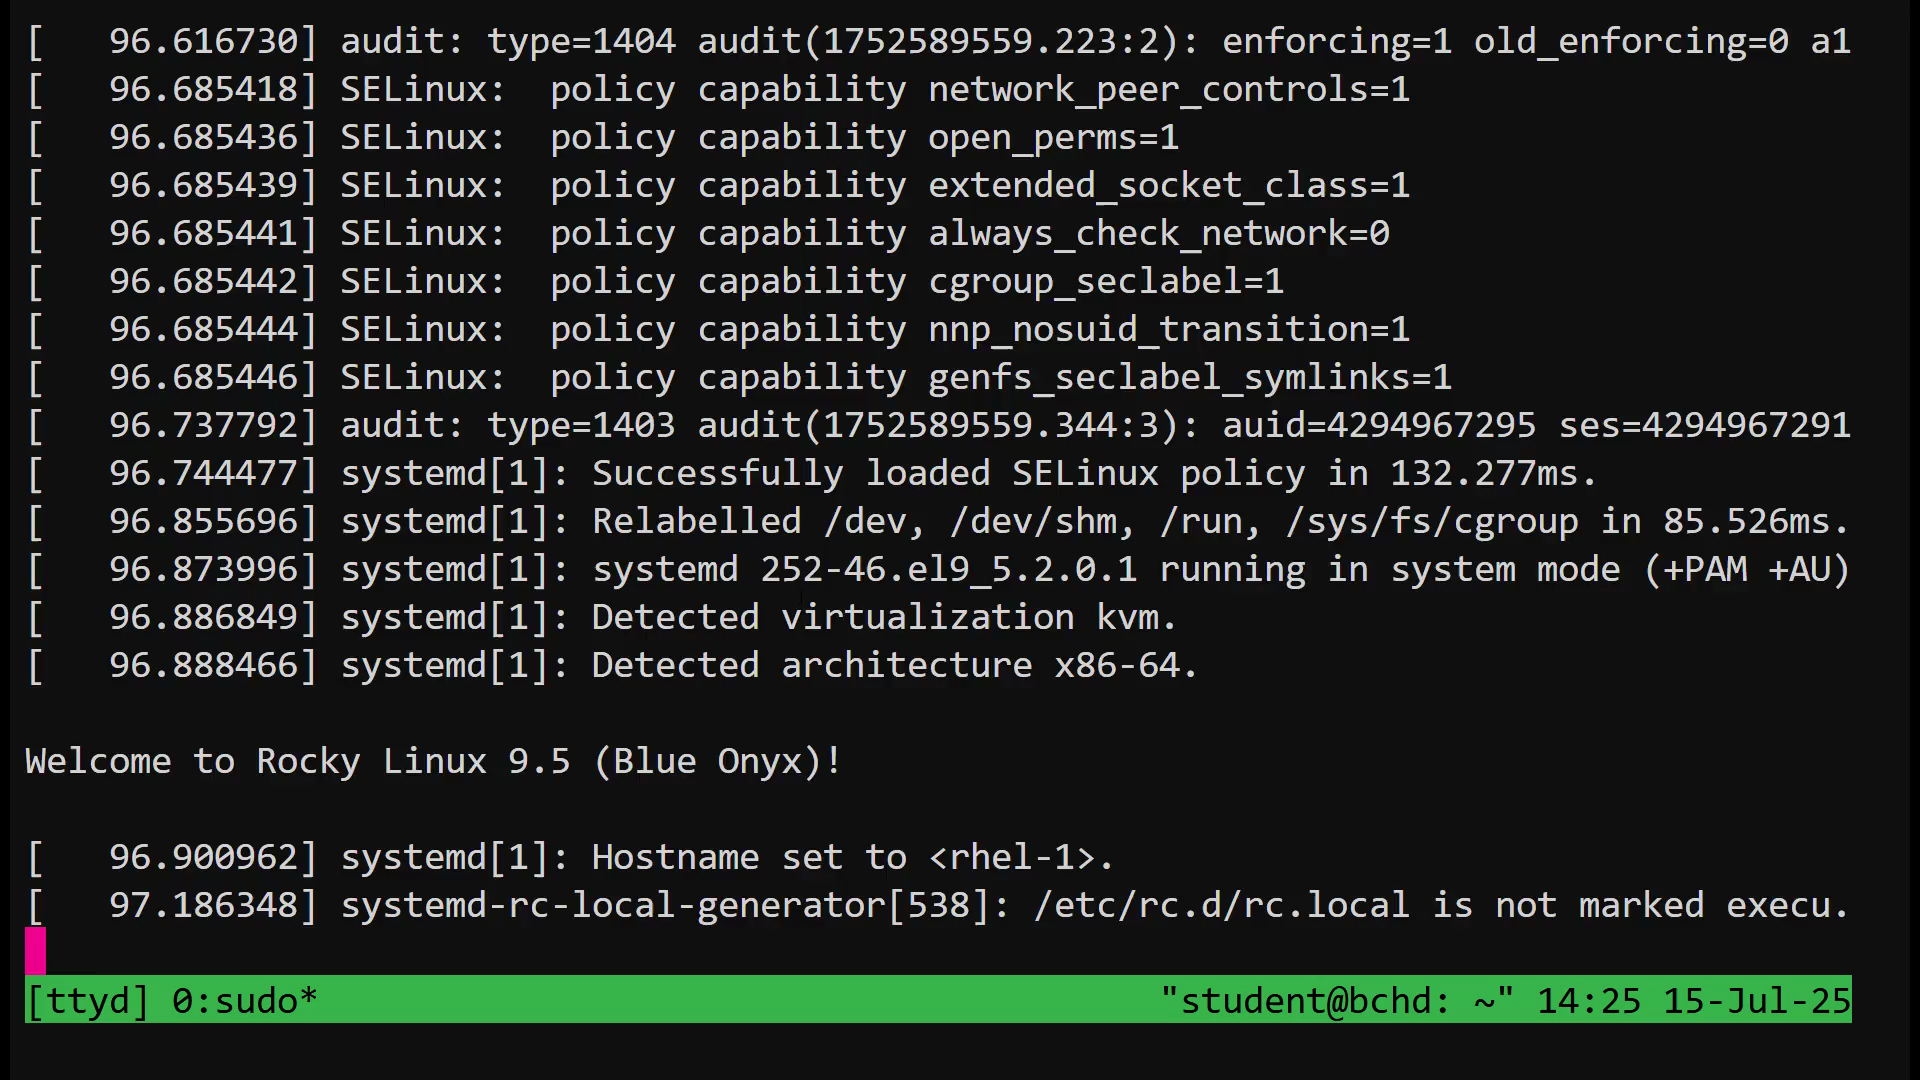 [   96.616730] audit: type=1404 audit(1752589559.223:2): enforcing=1 old_enforcing=0 a1
[   96.685418] SELinux:  policy capability network_peer_controls=1
[   96.685436] SELinux:  policy capability open_perms=1
[   96.685439] SELinux:  policy capability extended_socket_class=1
[   96.685441] SELinux:  policy capability always_check_network=0
[   96.685442] SELinux:  policy capability cgroup_seclabel=1
[   96.685444] SELinux:  policy capability nnp_nosuid_transition=1
[   96.685446] SELinux:  policy capability genfs_seclabel_symlinks=1
[   96.737792] audit: type=1403 audit(1752589559.344:3): auid=4294967295 ses=4294967291
[   96.744477] systemd[1]: Successfully loaded SELinux policy in 132.277ms.
[   96.855696] systemd[1]: Relabelled /dev, /dev/shm, /run, /sys/fs/cgroup in 85.526ms.
[   96.873996] systemd[1]: systemd 252-46.el9_5.2.0.1 running in system mode (+PAM +AU)
[   96.886849] systemd[1]: Detected virtualization kvm.
[   96.888466] systemd[1]: Detected architecture x86-64.
Welcome to Rocky Linux 9.5 (Blue Onyx)!
[   96.900962] systemd[1]: Hostname set to <rhel-1>.
[   97.186348] systemd-rc-local-generator[538]: /etc/rc.d/rc.local is not marked execu.
[ttyd] 0:sudo* "student@bchd: ~" 14:25 15-Jul-25